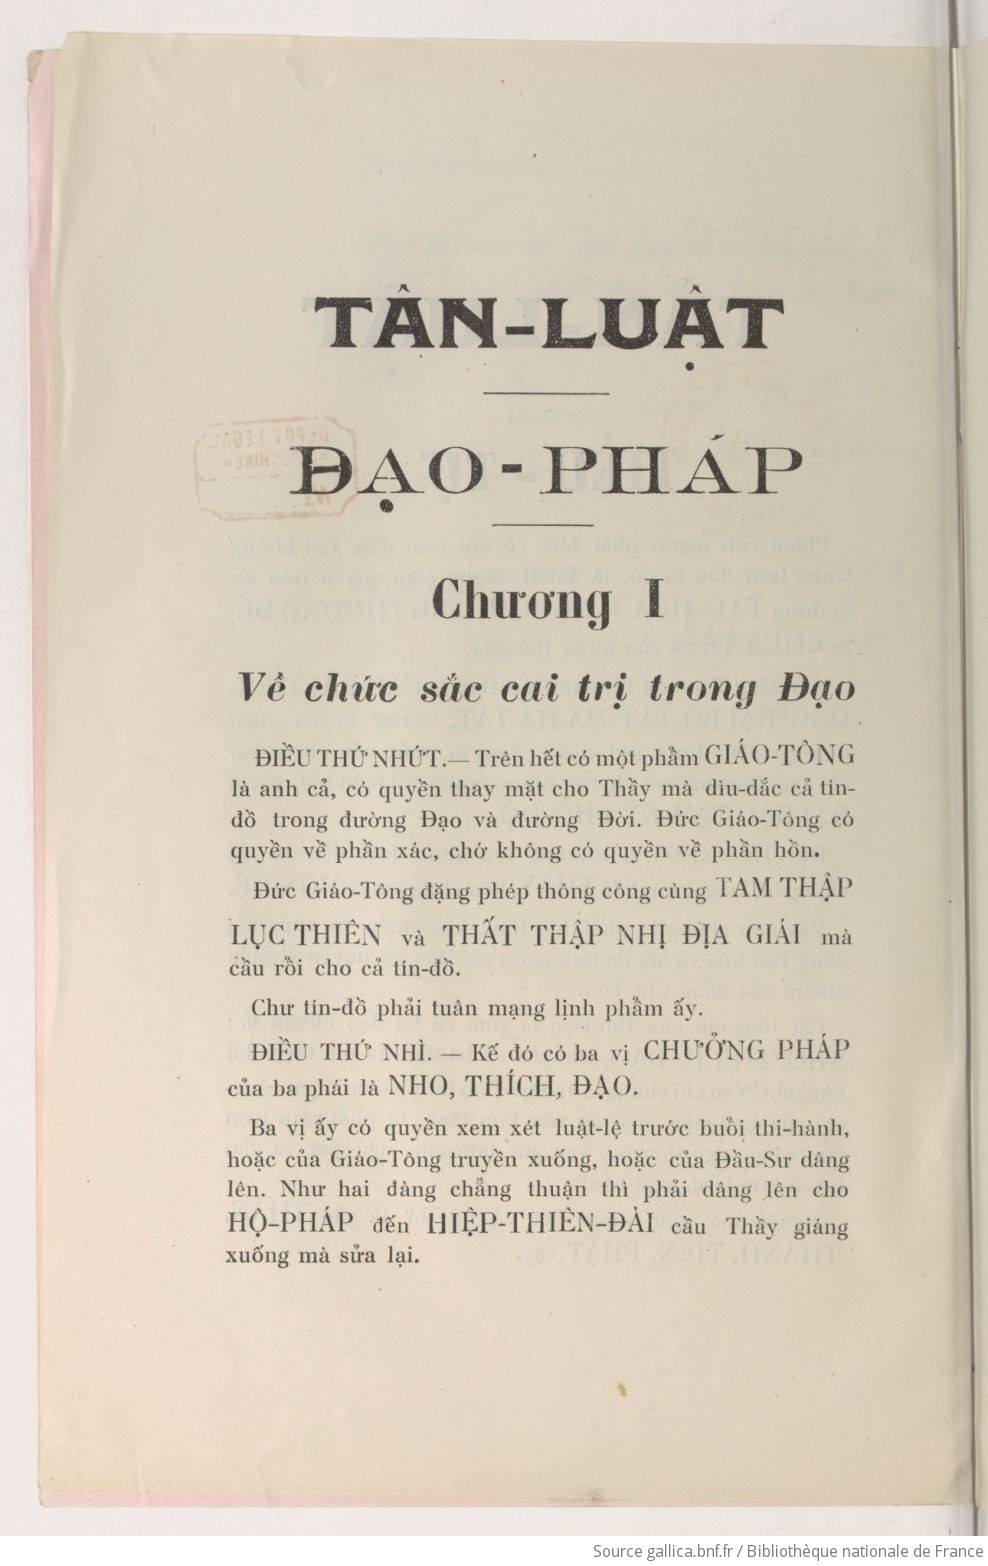 TÂN-LUẬT
ĐẠO-PHÁP
Chương I
Về chức sắc cai trị trong Đạo
ĐIỀU THỨ NHỨT.— Trên hết có một phẩm GIÁO-TÔNG
là anh cả, có quyền thay mặt cho Thầy mà dìu-dắc cả tín-
đồ trong đường Đạo và đường Đời. Đức Giáo-Tông có
quyền về phần xác, chớ không có quyền về phần hồn.
Đức Giáo-Tông đặng phép thông công cùng TAM THẬP
LỤC THIÊN và THẤT THẬP NHỊ ĐỊA GIÁI mà
cầu rỗi cho cả tín-đồ.
Chư tín-đồ phải tuân mạng lịnh phẩm ấy.
ĐIỀU THỨ NHÌ. — Kế đó có ba vị CHƯỞNG PHÁP
của ba phái là NHO, THÍCH, ĐẠO.
Ba vị ấy có quyền xem xét luật-lệ trước buổi thi-hành,
hoặc của Giáo-Tông truyền xuống, hoặc của Đầu-Sư dâng
lên. Như hai đàng chẳng thuận thì phải dâng lên cho
HỘ-PHÁP đến HIỆP-THIÊN-ĐÀI cầu Thầy giáng
xuống mà sửa lại.
Source gallica.bnf.fr / Bibliothèque nationale de France